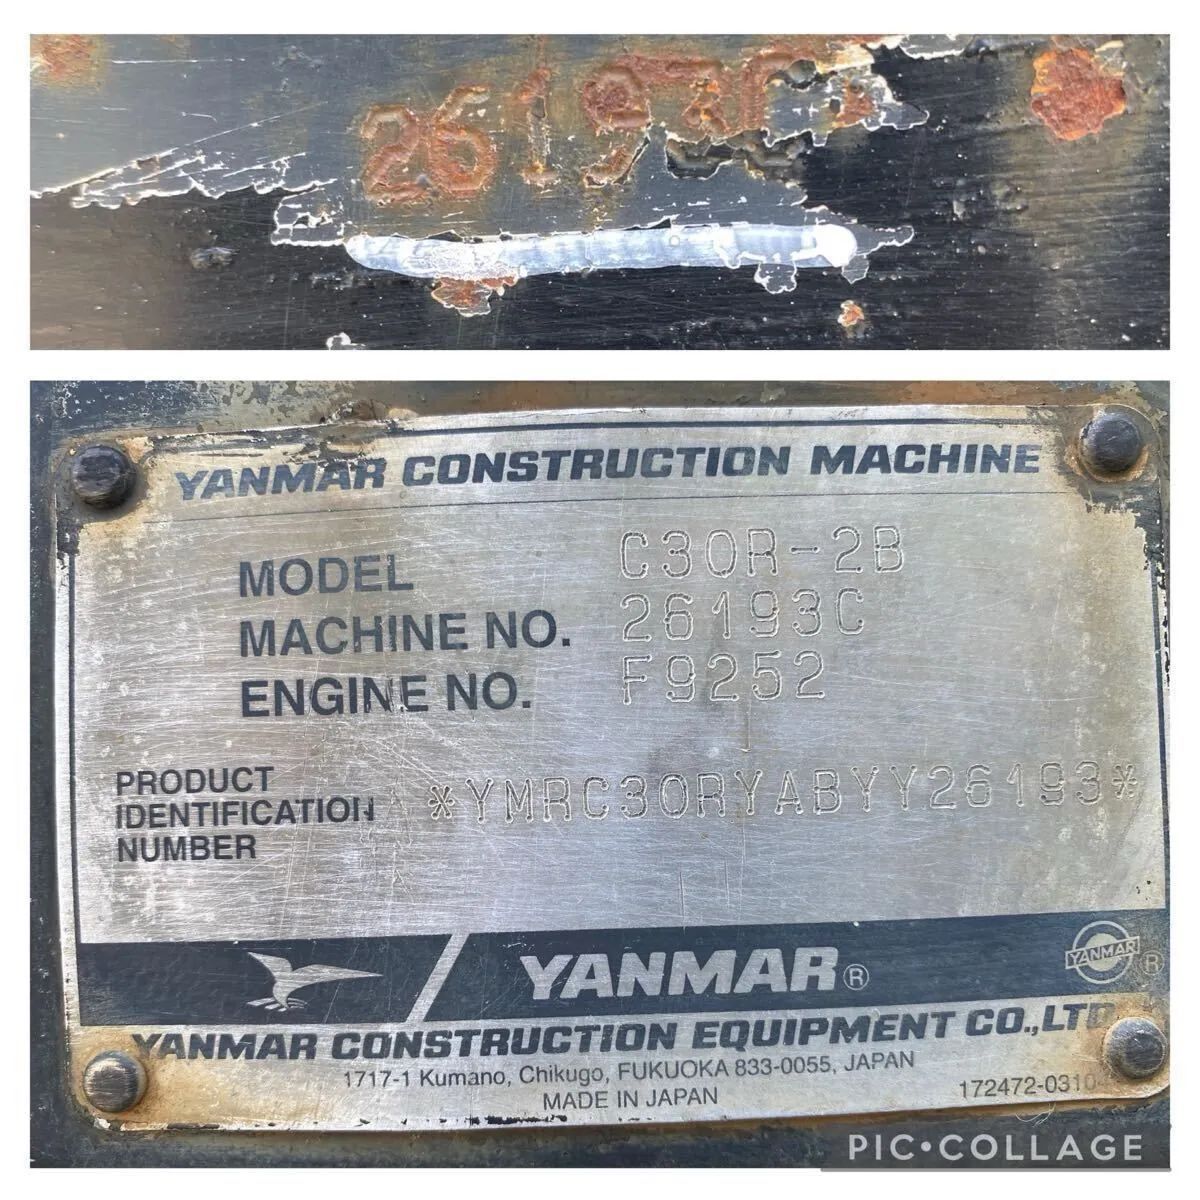 26193C
YANMAR CONSTRUCTION MACHINE
MODEL C30R-2B
MACHINE NO. 26193C
ENGINE NO. F9252
PRODUCT
IDENTIFICATION
NUMBER
*YMRC30RYABYY26193*
YANMAR®
YANMAR ®
YANMAR CONSTRUCTION EQUIPMENT CO.,LTD.
1717-1 Kumano, Chikugo, FUKUOKA 833-0055, JAPAN
MADE IN JAPAN
PIC•COLLAGE